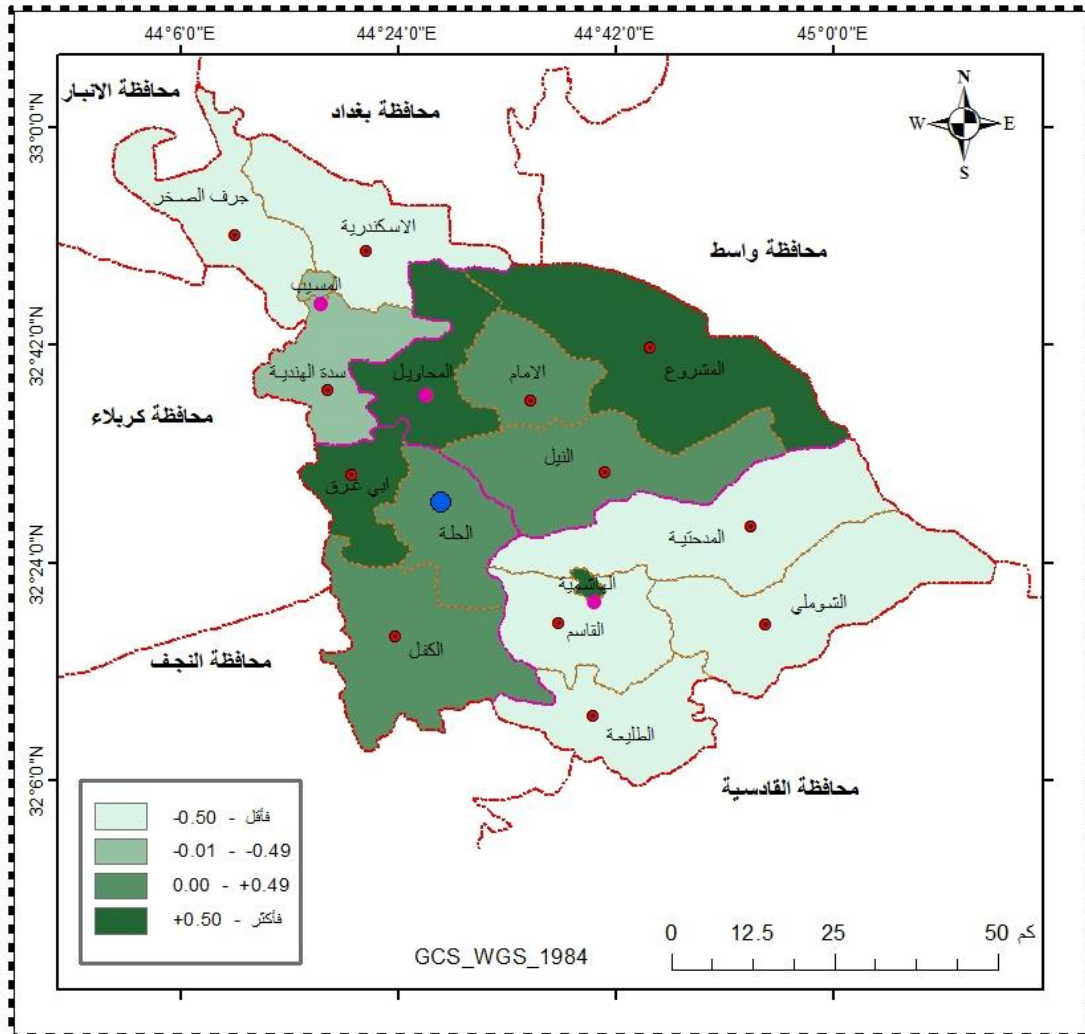 44°6'0"E
44°24'0"E
44°42'0"E
45°0'0"E
محافظة الانبار
محافظة بغداد
N
W
E
S
33°0'0"N
جرف الصخر
الاسكندرية
محافظة واسط
المسيب
32°42'0"N
سدة الهندية
المحاويل
الامام
المشروع
محافظة كربلاء
ابي غرق
النيل
الحلة
المدحتية
32°24'0"N
الهاشمية
القاسم
الشوملي
الكفل
محافظة النجف
الطليعة
32°6'0"N
محافظة القادسية
-0.50 - فأقل
-0.01 - -0.49
0.00 - +0.49
+0.50 - فأكثر
0 12.5 25 50 كم
GCS_WGS_1984